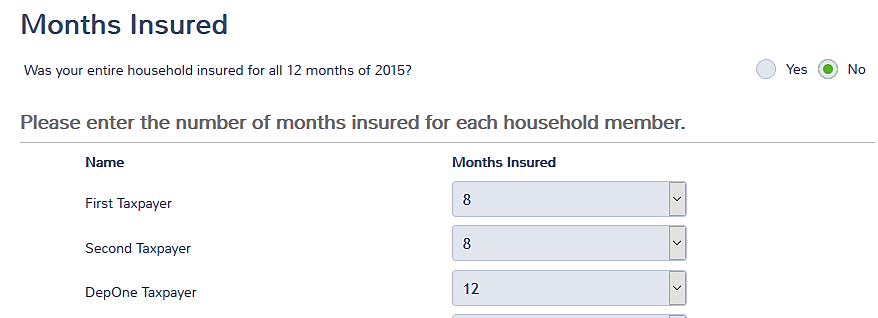 Months Insured
Was your entire household insured for all 12 months of 2015? Yes No
Please enter the number of months insured for each household member.
Name Months Insured
First Taxpayer 8
Second Taxpayer 8
DepOne Taxpayer 12